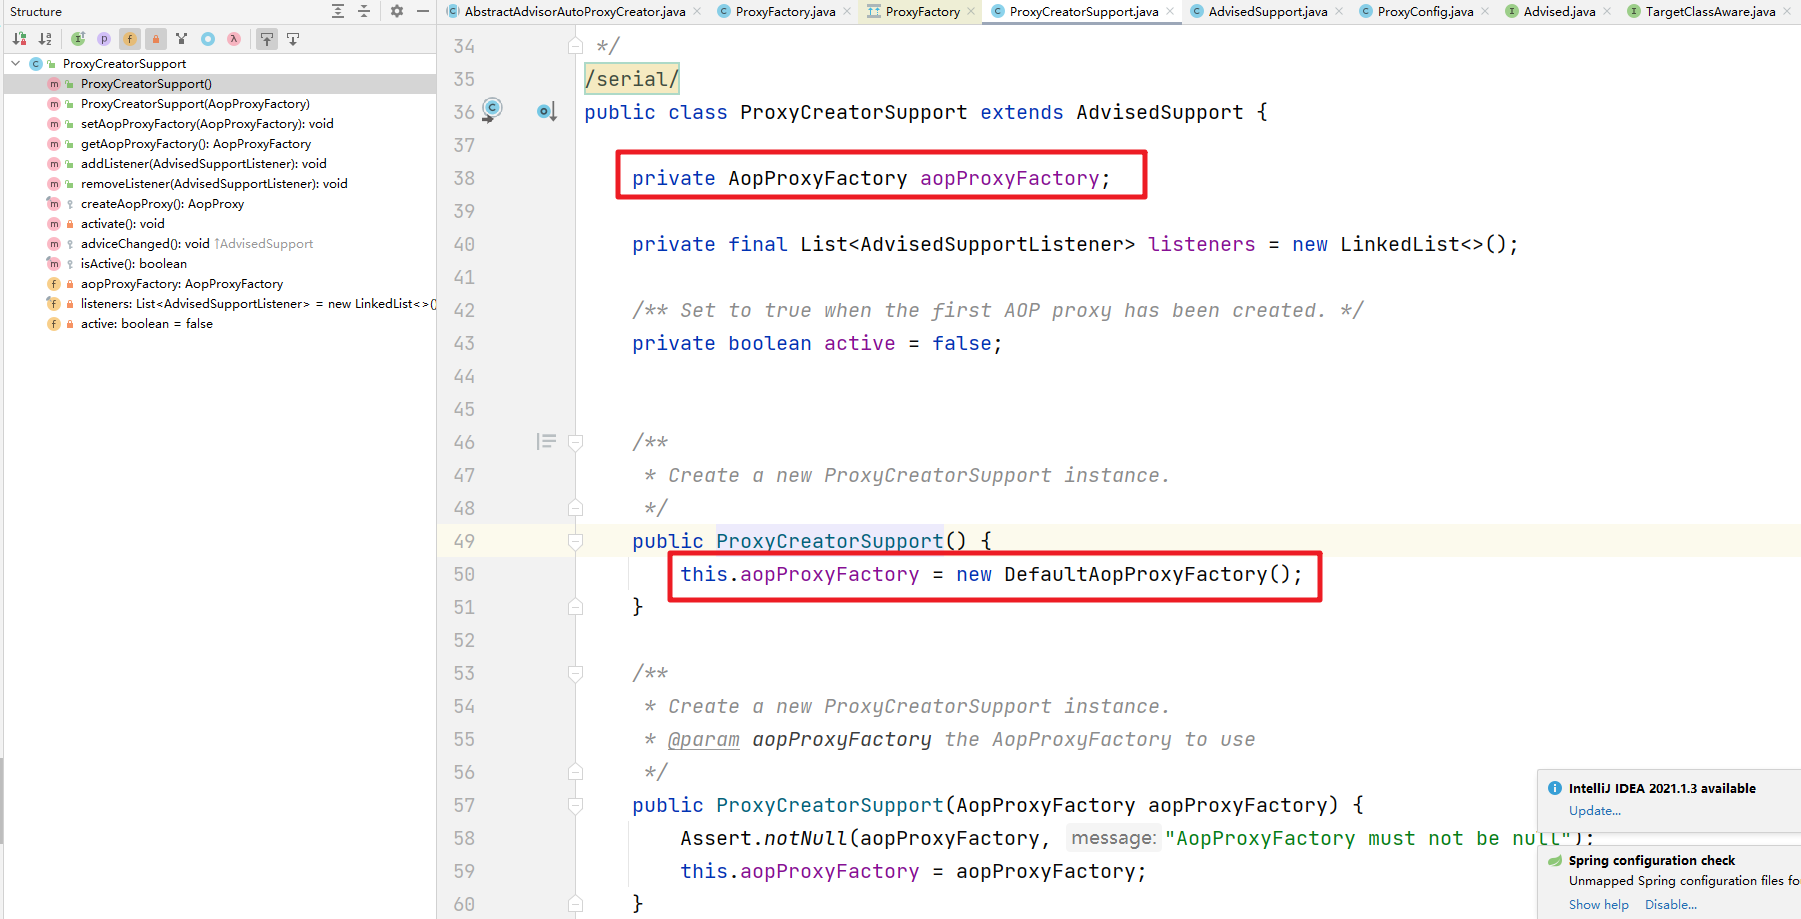 Structure
ProxyCreatorSupport
ProxyCreatorSupport()
ProxyCreatorSupport(AopProxyFactory)
setAopProxyFactory(AopProxyFactory): void
getAopProxyFactory(): AopProxyFactory
addListener(AdvisedSupportListener): void
removeListener(AdvisedSupportListener): void
createAopProxy(): AopProxy
activate(): void
adviceChanged(): void ↑AdvisedSupport
isActive(): boolean
aopProxyFactory: AopProxyFactory
listeners: List<AdvisedSupportListener> = new LinkedList<>()
active: boolean = false
AbstractAdvisorAutoProxyCreator.java ProxyFactory.java ProxyFactory ProxyCreatorSupport.java AdvisedSupport.java ProxyConfig.java Advised.java TargetClassAware.java
34 */
35 /serial/
36 public class ProxyCreatorSupport extends AdvisedSupport {
37
38 private AopProxyFactory aopProxyFactory;
39
40 private final List<AdvisedSupportListener> listeners = new LinkedList<>();
41
42 /** Set to true when the first AOP proxy has been created. */
43 private boolean active = false;
44
45
46 /**
47 * Create a new ProxyCreatorSupport instance.
48 */
49 public ProxyCreatorSupport() {
50 this.aopProxyFactory = new DefaultAopProxyFactory();
51 }
52
53 /**
54 * Create a new ProxyCreatorSupport instance.
55 * @param aopProxyFactory the AopProxyFactory to use
56 */
57 public ProxyCreatorSupport(AopProxyFactory aopProxyFactory) {
58 Assert.notNull(aopProxyFactory, message: "AopProxyFactory must not be null");
59 this.aopProxyFactory = aopProxyFactory;
60 }
IntelliJ IDEA 2021.1.3 available
Update...
Spring configuration check
Unmapped Spring configuration files fo
Show help Disable...